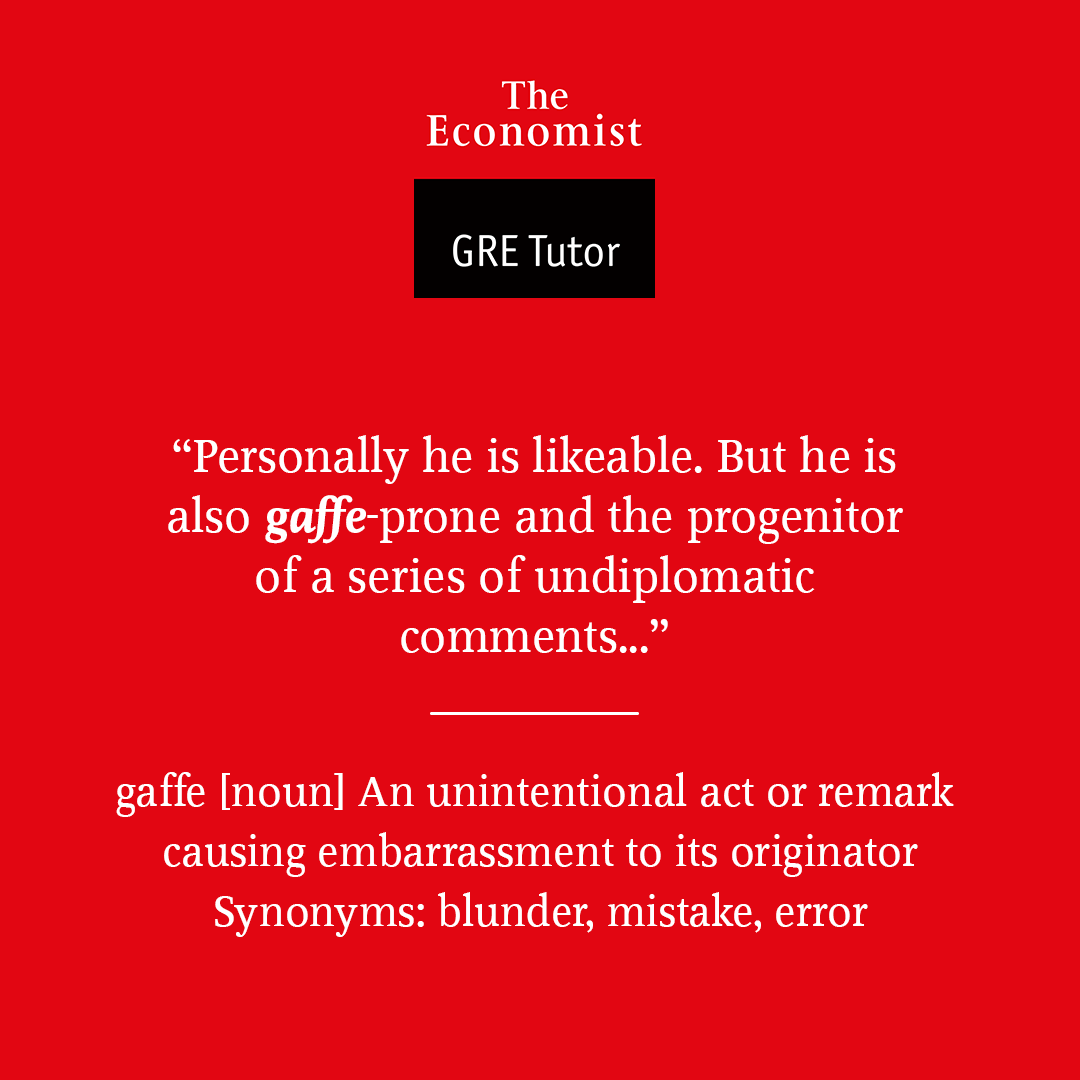 The
Economist
GRE Tutor
“Personally he is likeable. But he is
also gaffe-prone and the progenitor
of a series of undiplomatic
comments...”
gaffe [noun] An unintentional act or remark
causing embarrassment to its originator
Synonyms: blunder, mistake, error